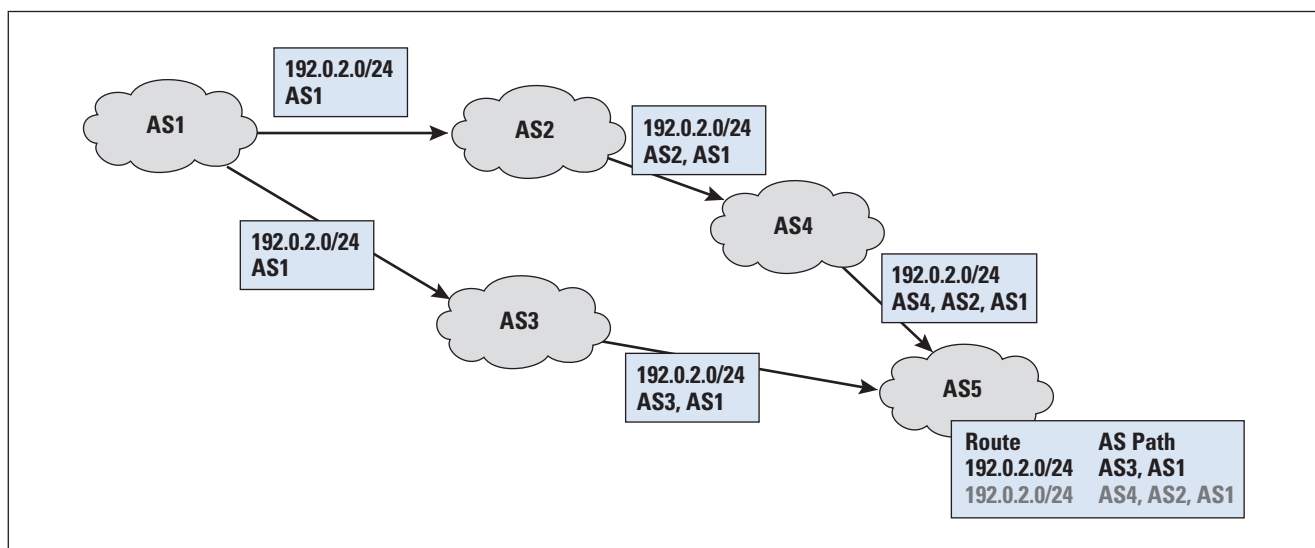 192.0.2.0/24
AS1
AS1
AS2
192.0.2.0/24
AS2, AS1
192.0.2.0/24
AS1
AS4
192.0.2.0/24
AS4, AS2, AS1
AS3
192.0.2.0/24
AS3, AS1
AS5
Route AS Path
192.0.2.0/24 AS3, AS1
192.0.2.0/24 AS4, AS2, AS1